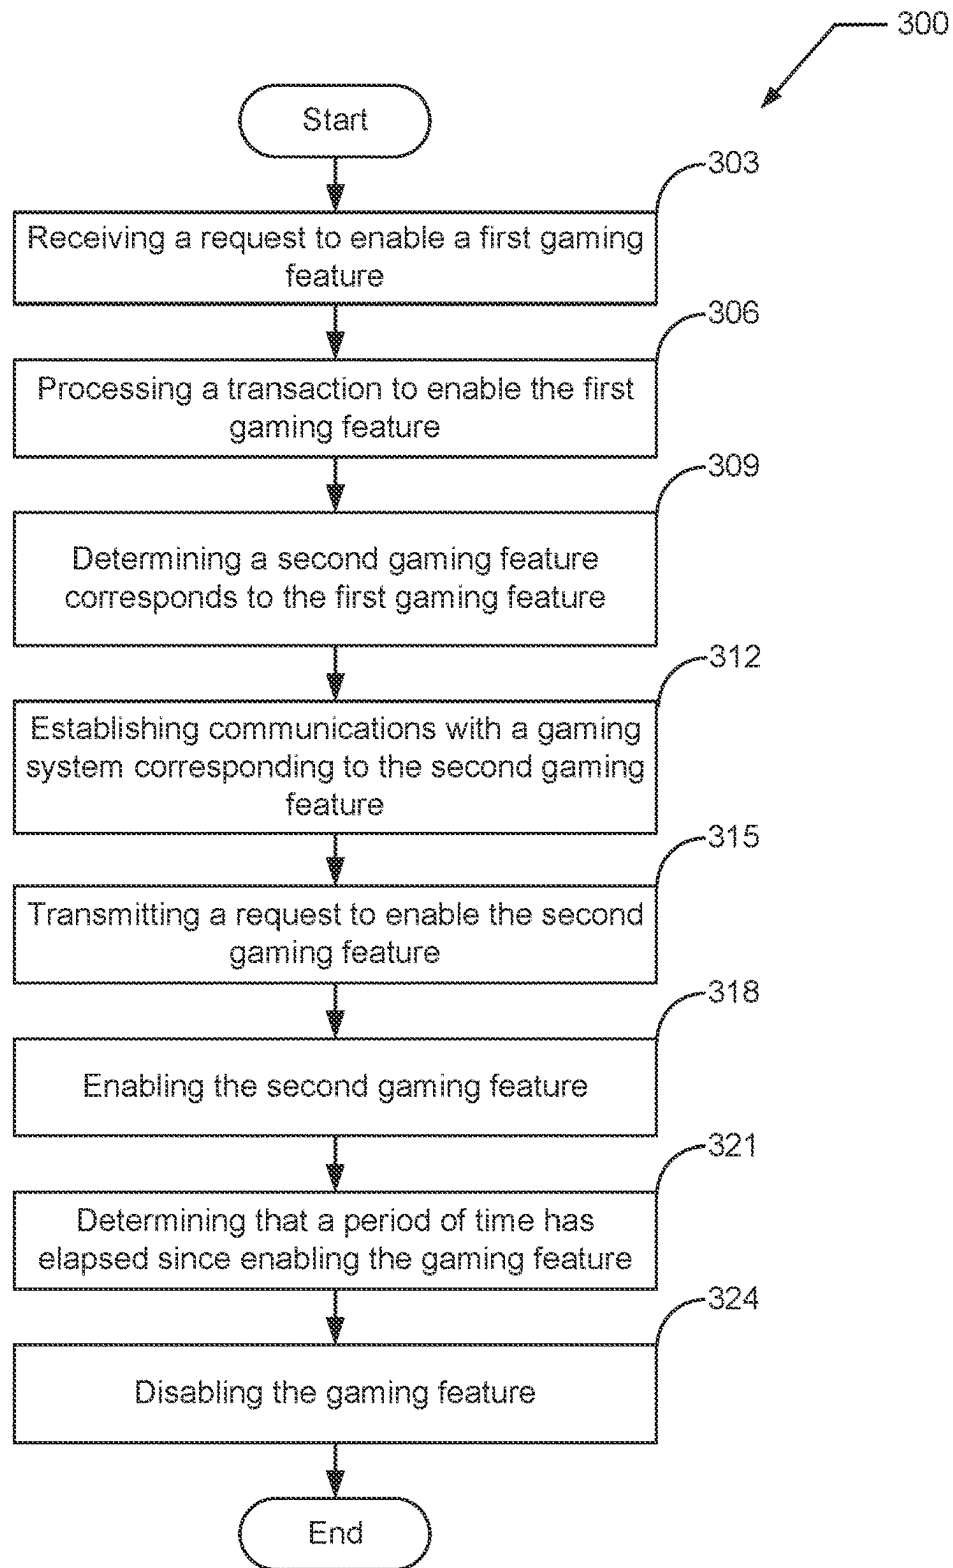 300
Start
303
Receiving a request to enable a first gaming
feature
306
Processing a transaction to enable the first
gaming feature
309
Determining a second gaming feature
corresponds to the first gaming feature
312
Establishing communications with a gaming
system corresponding to the second gaming
feature
315
Transmitting a request to enable the second
gaming feature
318
Enabling the second gaming feature
321
Determining that a period of time has
elapsed since enabling the gaming feature
324
Disabling the gaming feature
End